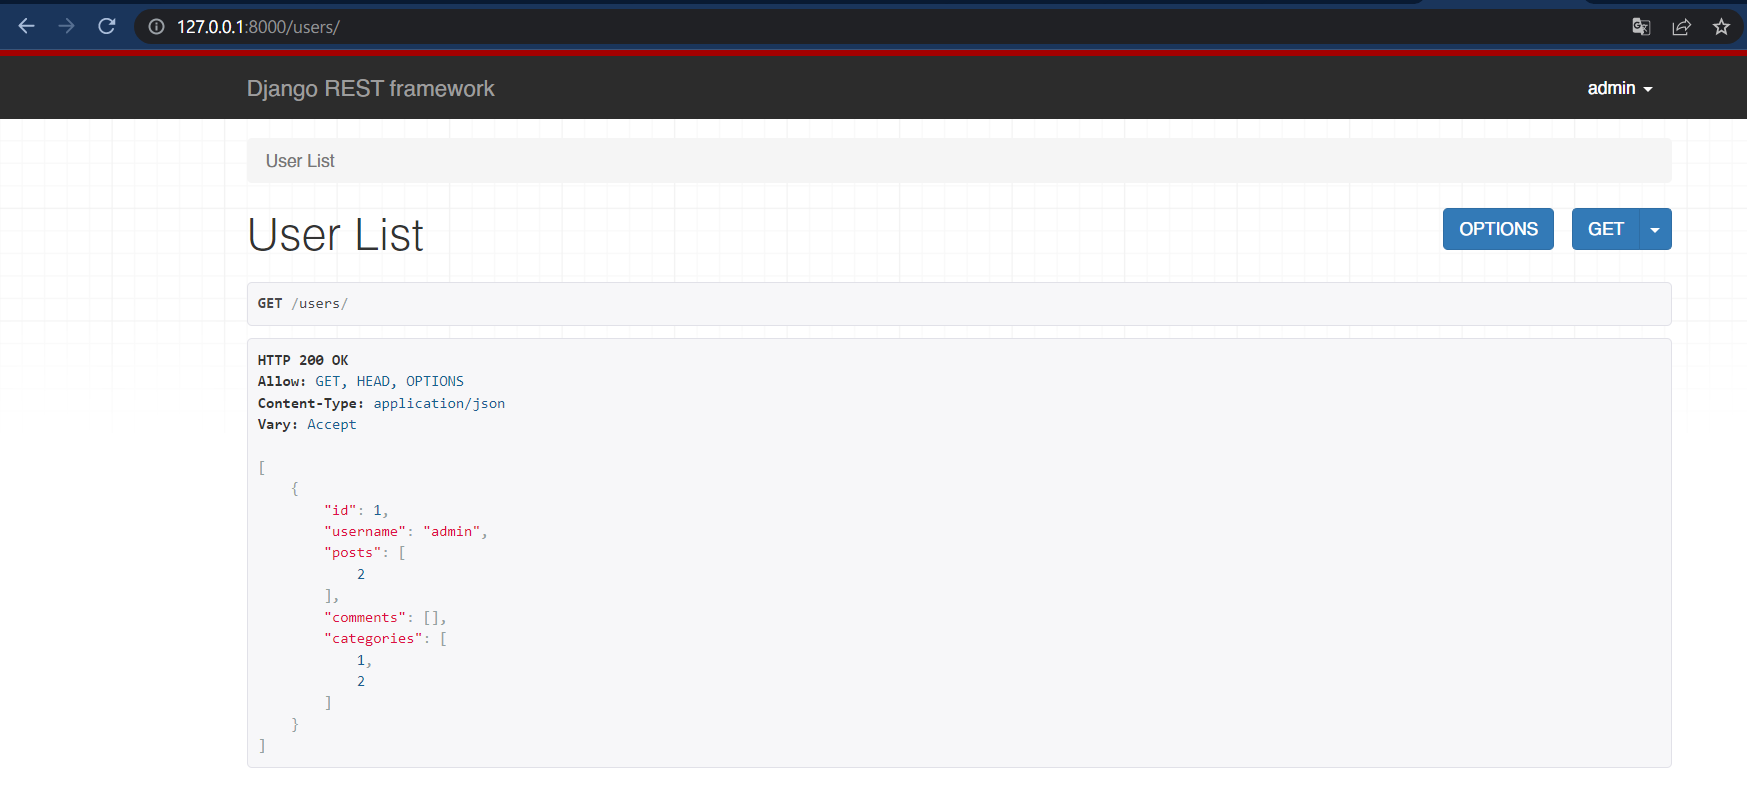 127.0.0.1:8000/users/
Django REST framework
admin
User List
User List
OPTIONS
GET
GET /users/
HTTP 200 OK
Allow: GET, HEAD, OPTIONS
Content-Type: application/json
Vary: Accept
[
    {
        "id": 1,
        "username": "admin",
        "posts": [
            2
        ],
        "comments": [],
        "categories": [
            1,
            2
        ]
    }
]